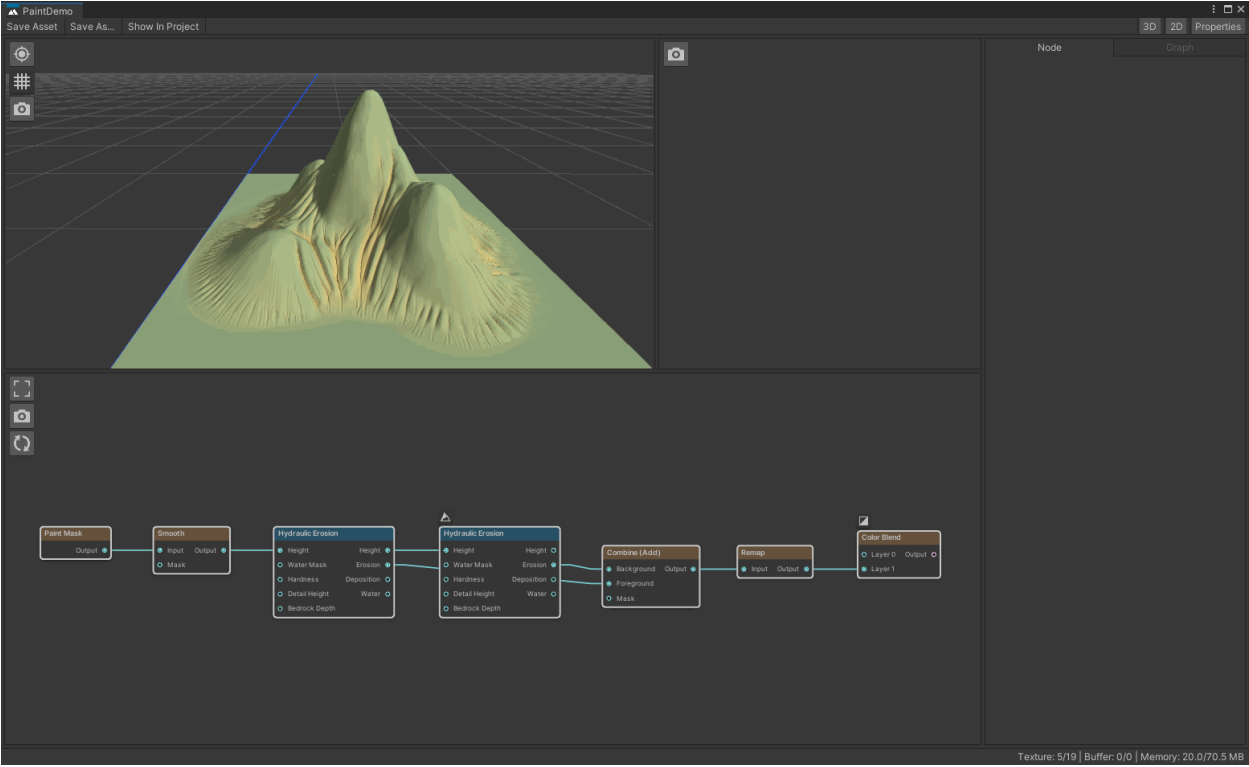 PaintDemo
Save Asset Save As... Show In Project 3D 2D Properties
Node Graph
Paint Mask
Output
Smooth
Input Output
Mask
Hydraulic Erosion
Height Height
Water Mask Erosion
Hardness Deposition
Detail Height Water
Bedrock Depth
Hydraulic Erosion
Height Height
Water Mask Erosion
Hardness Deposition
Detail Height Water
Bedrock Depth
Combine (Add)
Background Output
Foreground
Mask
Remap
Input Output
Color Blend
Layer 0 Output
Layer 1
Texture: 5/19 | Buffer: 0/0 | Memory: 20.0/70.5 MB